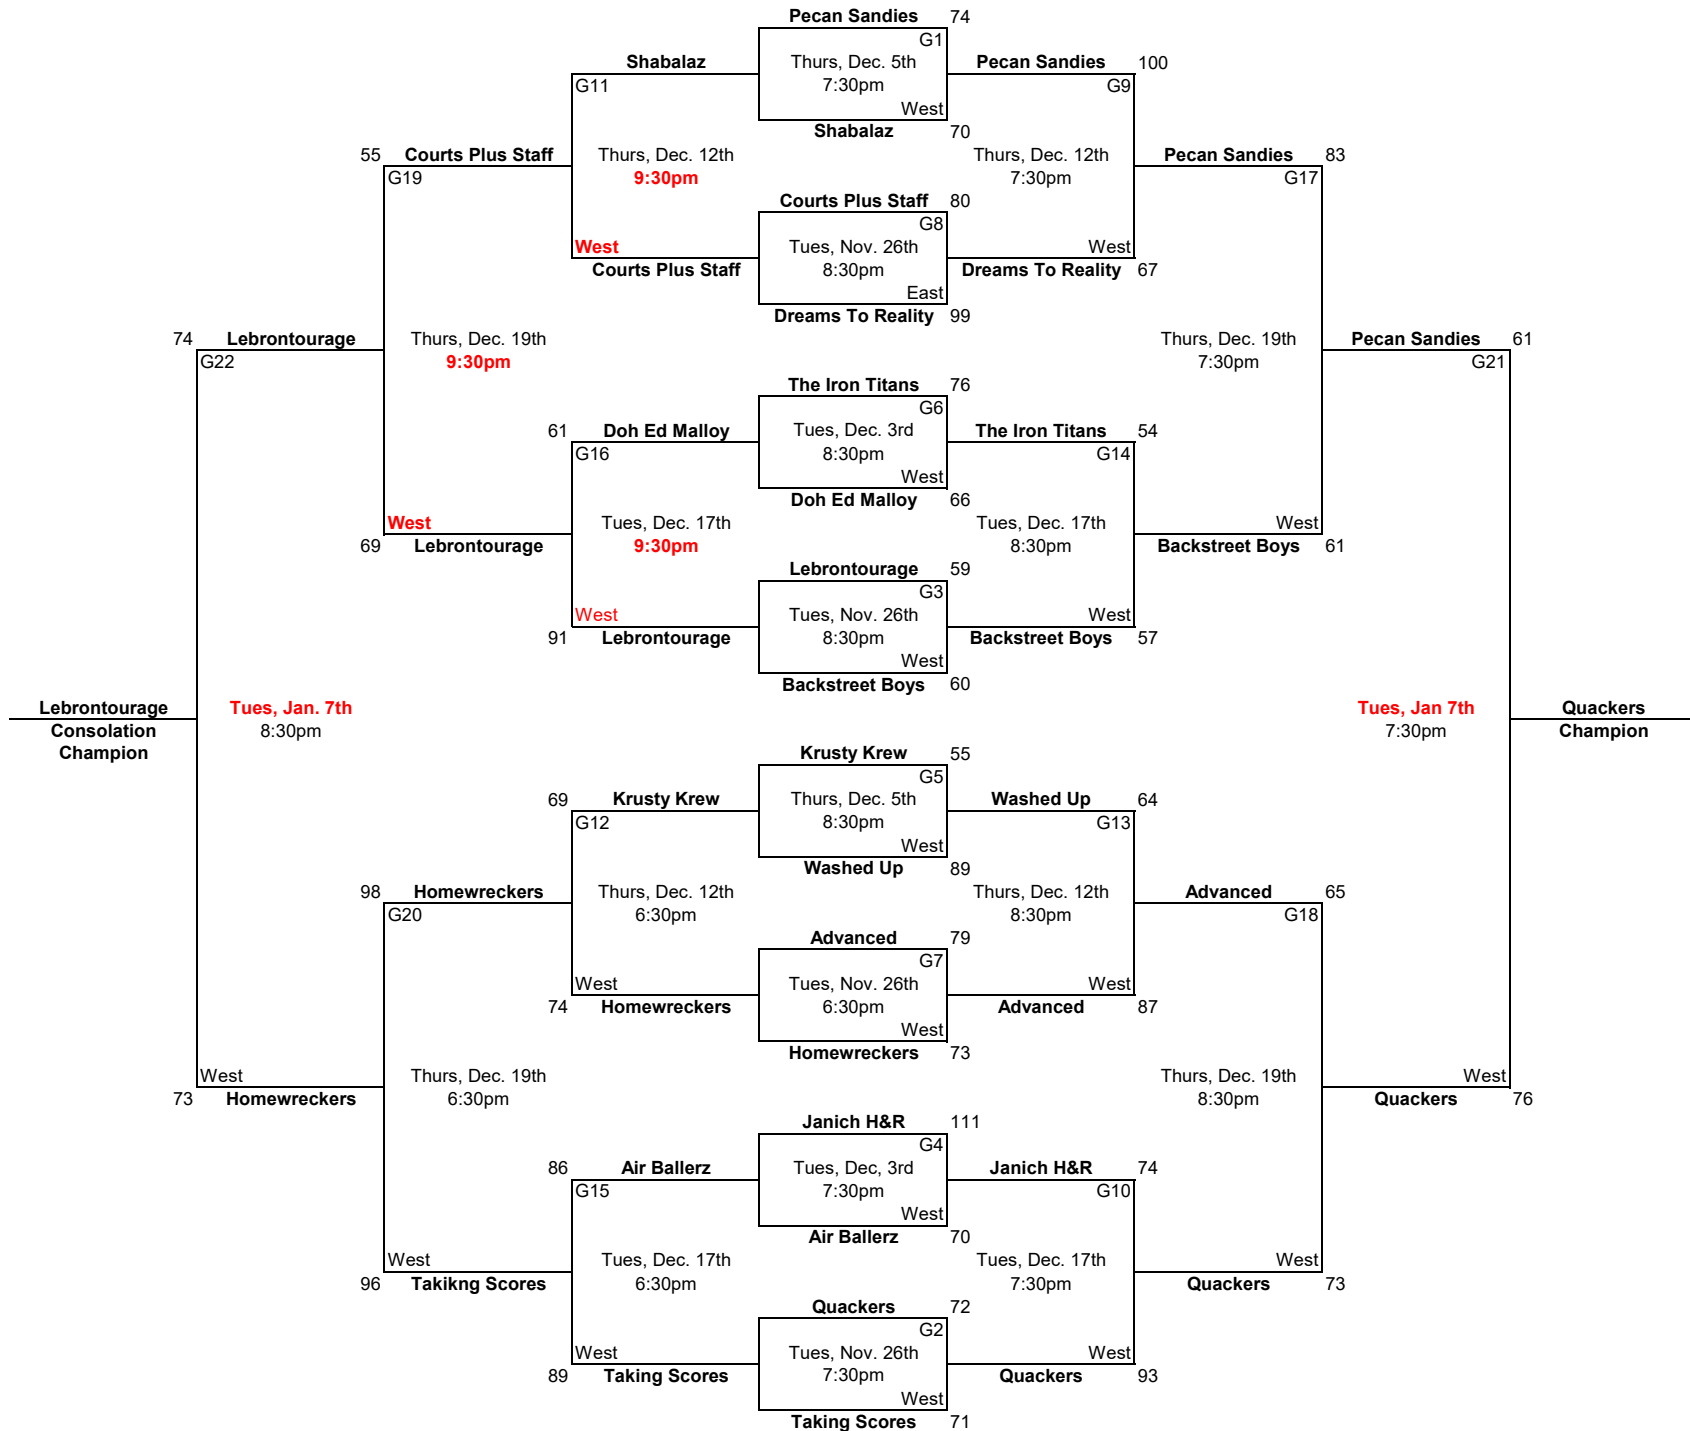 Pecan Sandies 74
G1
Shabalaz Thurs, Dec. 5th Pecan Sandies 100
G11 7:30pm G9
West
Shabalaz 70
55 Courts Plus Staff Thurs, Dec. 12th Thurs, Dec. 12th Pecan Sandies 83
G19 9:30pm 7:30pm G17
Courts Plus Staff 80
G8
West Tues, Nov. 26th West
Courts Plus Staff 8:30pm Dreams To Reality 67
East
Dreams To Reality 99
74 Lebrontourage Thurs, Dec. 19th Thurs, Dec. 19th Pecan Sandies 61
G22 9:30pm 7:30pm G21
The Iron Titans 76
G6
61 Doh Ed Malloy Tues, Dec. 3rd The Iron Titans 54
G16 8:30pm G14
West
Doh Ed Malloy 66
West Tues, Dec. 17th Tues, Dec. 17th West
69 Lebrontourage 9:30pm 8:30pm Backstreet Boys 61
Lebrontourage 59
G3
West Tues, Nov. 26th West
91 Lebrontourage 8:30pm Backstreet Boys 57
West
Backstreet Boys 60
Lebrontourage Tues, Jan. 7th Tues, Jan 7th Quackers
Consolation 8:30pm 7:30pm Champion
Champion
Krusty Krew 55
G5
69 Krusty Krew Thurs, Dec. 5th Washed Up 64
G12 8:30pm G13
West
Washed Up 89
98 Homewreckers Thurs, Dec. 12th Thurs, Dec. 12th Advanced 65
G20 6:30pm 8:30pm G18
Advanced 79
G7
West Tues, Nov. 26th West
74 Homewreckers 6:30pm Advanced 87
West
Homewreckers 73
West Thurs, Dec. 19th Thurs, Dec. 19th West
73 Homewreckers 6:30pm 8:30pm Quackers 76
Janich H&R 111
G4
86 Air Ballerz Tues, Dec, 3rd Janich H&R 74
G15 7:30pm G10
West
Air Ballerz 70
West Tues, Dec. 17th Tues, Dec. 17th West
96 Takikng Scores 6:30pm 7:30pm Quackers 73
Quackers 72
G2
West Tues, Nov. 26th West
89 Taking Scores 7:30pm Quackers 93
West
Taking Scores 71